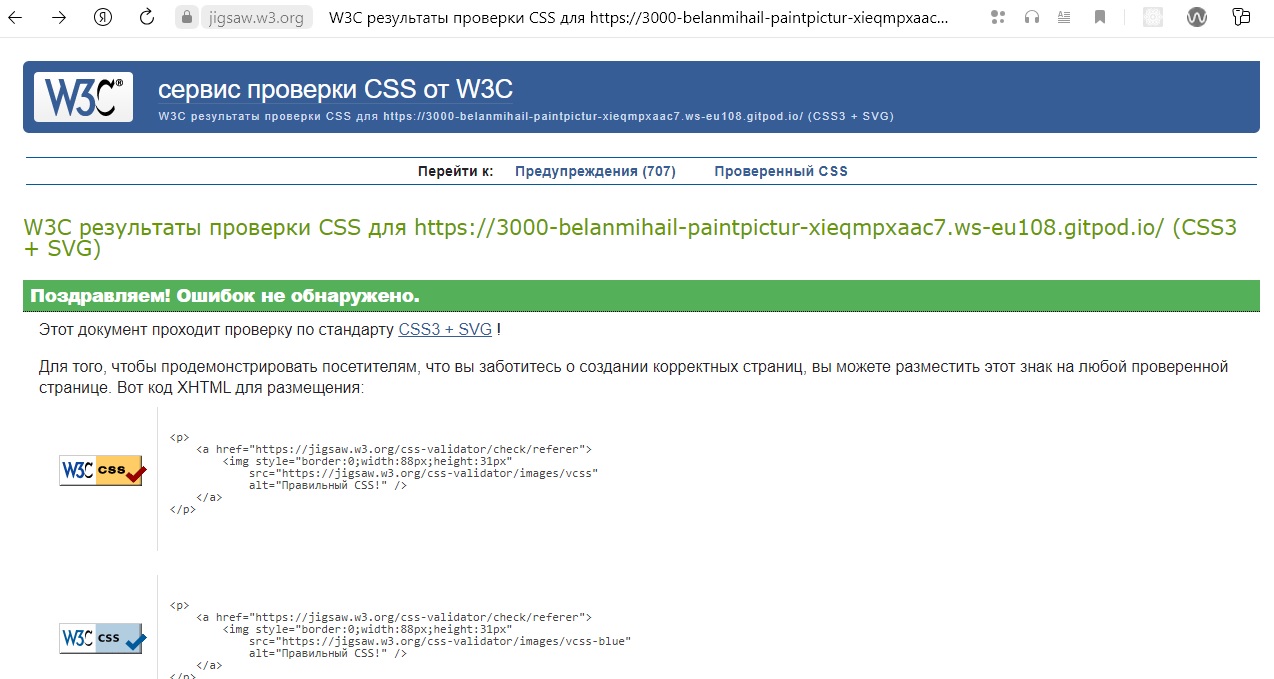 jigsaw.w3.org W3C результаты проверки CSS для https://3000-belanmihail-paintpictur-xieqmpxaac...
W3C® сервис проверки CSS от W3C
W3C результаты проверки CSS для https://3000-belanmihail-paintpictur-xieqmpxaac7.ws-eu108.gitpod.io/ (CSS3 + SVG)
Перейти к: Предупреждения (707) Проверенный CSS
W3C результаты проверки CSS для https://3000-belanmihail-paintpictur-xieqmpxaac7.ws-eu108.gitpod.io/ (CSS3
+ SVG)
Поздравляем! Ошибок не обнаружено.
Этот документ проходит проверку по стандарту CSS3 + SVG !
Для того, чтобы продемонстрировать посетителям, что вы заботитесь о создании корректных страниц, вы можете разместить этот знак на любой проверенной
странице. Вот код XHTML для размещения:
W3C css
<p>
<a href="https://jigsaw.w3.org/css-validator/check/referer">
<img style="border:0;width:88px;height:31px"
src="https://jigsaw.w3.org/css-validator/images/vcss"
alt="Правильный CSS!" />
</a>
</p>
W3C css
<p>
<a href="https://jigsaw.w3.org/css-validator/check/referer">
<img style="border:0;width:88px;height:31px"
src="https://jigsaw.w3.org/css-validator/images/vcss-blue"
alt="Правильный CSS!" />
</a>
</p>